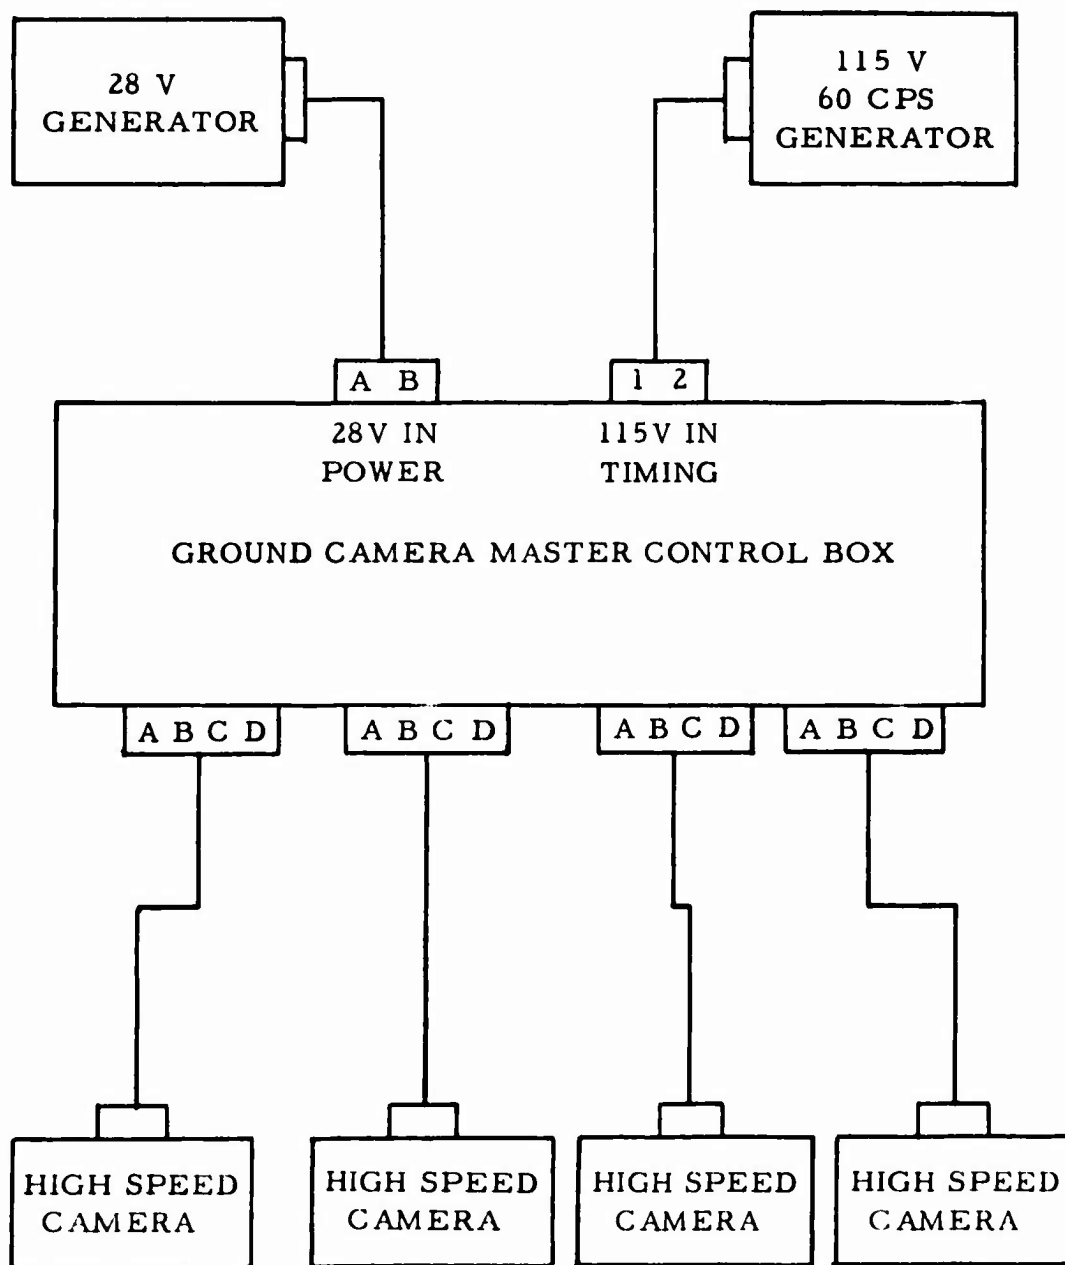 28 V
GENERATOR
115 V
60 CPS
GENERATOR
A B
1 2
28V IN
POWER
115V IN
TIMING
GROUND CAMERA MASTER CONTROL BOX
A B C D
A B C D
A B C D
A B C D
HIGH SPEED
CAMERA
HIGH SPEED
CAMERA
HIGH SPEED
CAMERA
HIGH SPEED
CAMERA